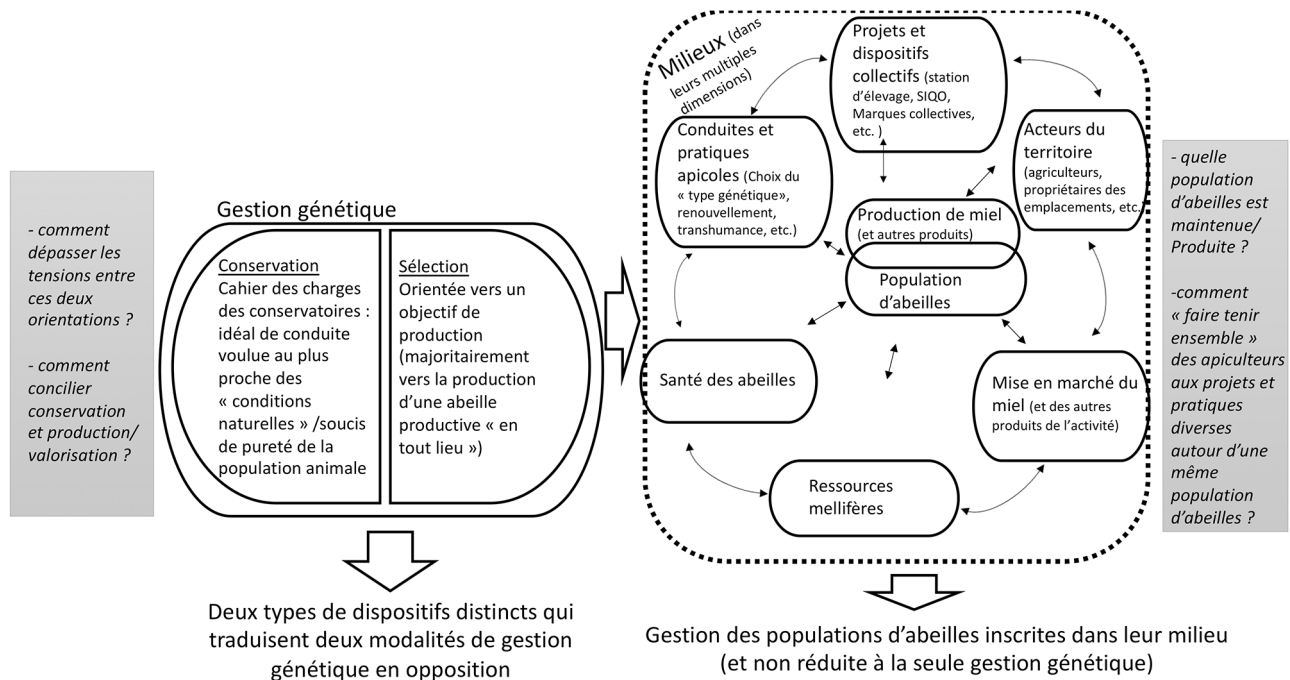 - comment
dépasser les
tensions entre
ces deux
orientations ?
- comment
concilier
conservation
et production/
valorisation ?
Gestion génétique
Conservation
Cahier des charges
des conservatoires :
idéal de conduite
voulue au plus
proche des
« conditions
naturelles » /soucis
de pureté de la
population animale
Sélection
Orientée vers un
objectif de
production
(majoritairement
vers la production
d'une abeille
productive « en
tout lieu »)
Deux types de dispositifs distincts qui
traduisent deux modalités de gestion
génétique en opposition
Milieux (dans
leurs multiples
dimensions)
Projets et
dispositifs
collectifs (station
d'élevage, SIQO,
Marques collectives,
etc. )
Conduites et
pratiques
apicoles (Choix du
« type génétique»,
renouvellement,
transhumance, etc.)
Acteurs du
territoire
(agriculteurs,
propriétaires des
emplacements, etc.
Production de miel
(et autres produits)
Population
d'abeilles
Santé des abeilles
Mise en marché du
miel (et des autres
produits de l'activité)
Ressources
mellifères
Gestion des populations d'abeilles inscrites dans leur milieu
(et non réduite à la seule gestion génétique)
- quelle
population
d'abeilles est
maintenue/
Produite ?
-comment
« faire tenir
ensemble »
des apiculteurs
aux projets et
pratiques
diverses
autour d'une
même
population
d'abeilles ?